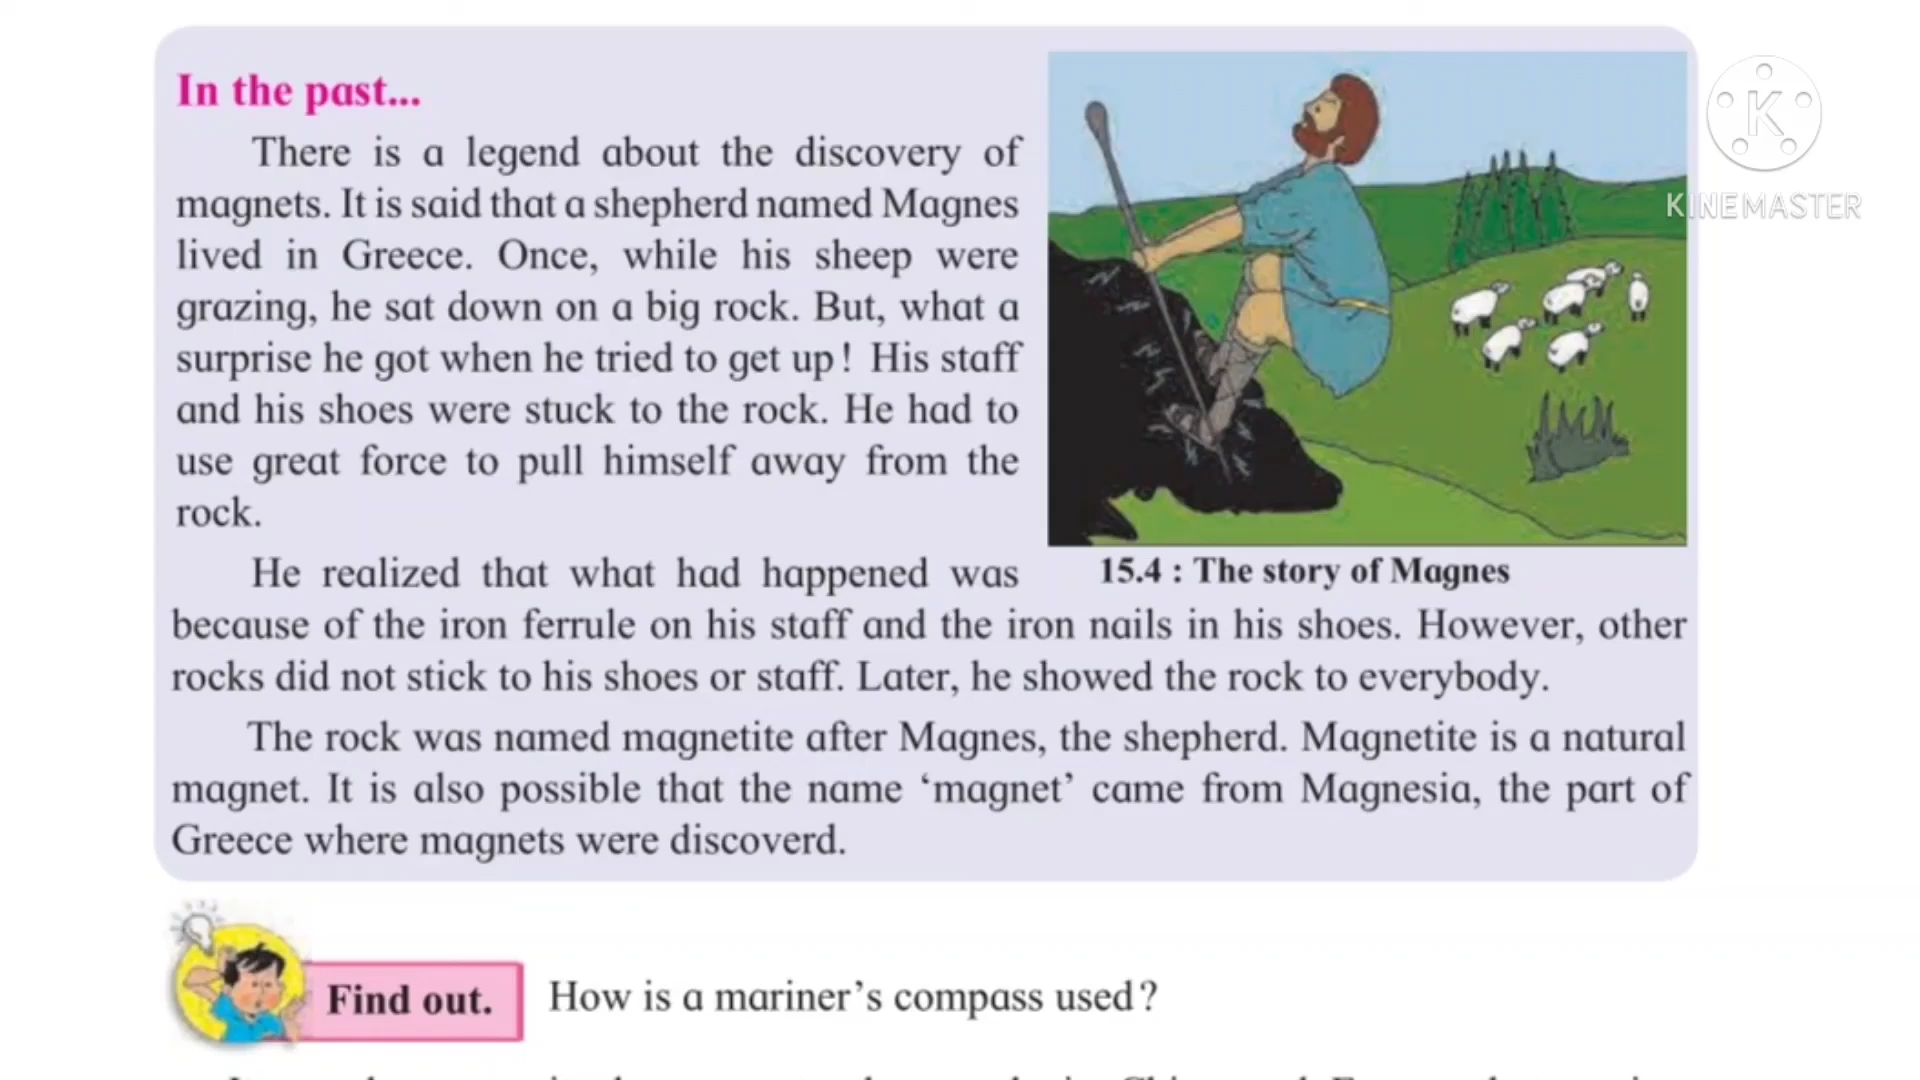 In the past...
There is a legend about the discovery of
magnets. It is said that a shepherd named Magnes
lived in Greece. Once, while his sheep were
grazing, he sat down on a big rock. But, what a
surprise he got when he tried to get up! His staff
and his shoes were stuck to the rock. He had to
use great force to pull himself away from the
rock.
He realized that what had happened was
because of the iron ferrule on his staff and the iron nails in his shoes. However, other
rocks did not stick to his shoes or staff. Later, he showed the rock to everybody.
The rock was named magnetite after Magnes, the shepherd. Magnetite is a natural
magnet. It is also possible that the name ‘magnet’ came from Magnesia, the part of
Greece where magnets were discoverd.
15.4 : The story of Magnes
K
KINEMASTER
Find out.
How is a mariner’s compass used?